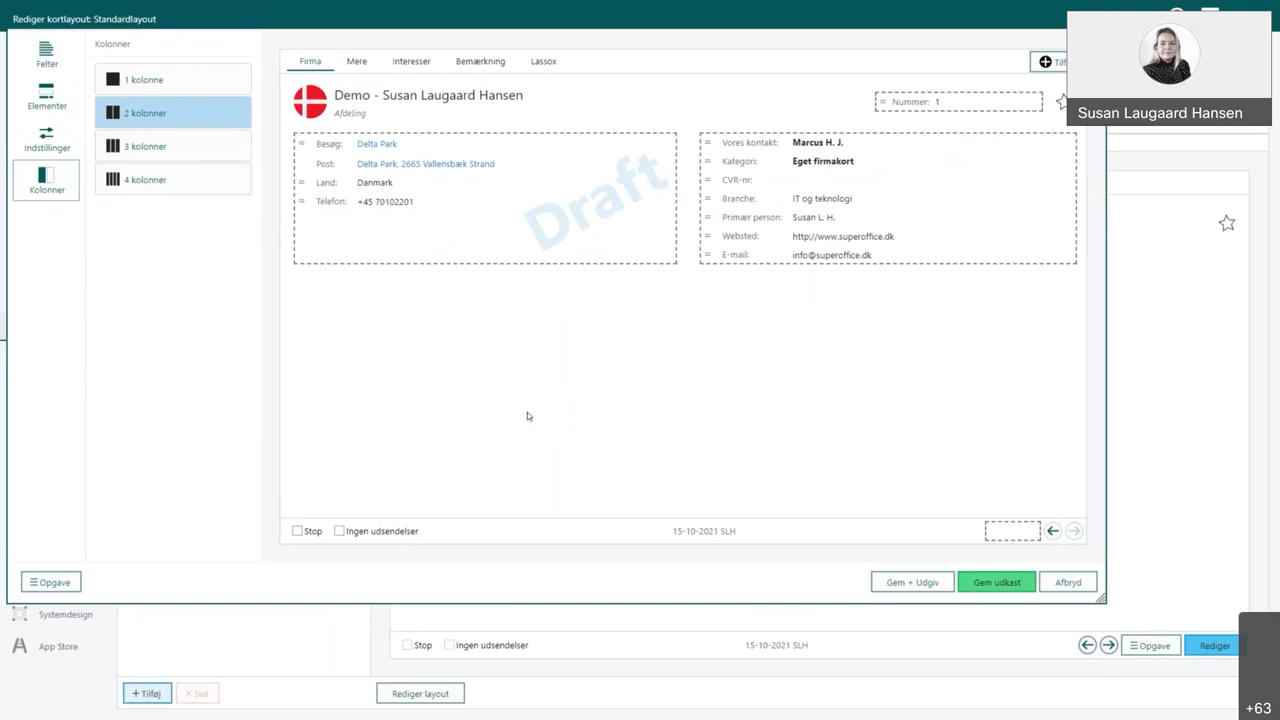 Rediger kortlayout: Standardlayout
Felter
Elementer
Indstillinger
Kolonner
Kolonner
1 kolonne
2 kolonner
3 kolonner
4 kolonner
Firma
Mere
Interesser
Bemærkning
Lassox
Demo - Susan Laugaard Hansen
Afdeling
= Nummer: 1
= Besøg: Delta Park
Post: Delta Park, 2665 Vallensbæk Strand
= Land: Danmark
= Telefon: +45 70102201
Draft
= Vores kontakt: Marcus H. J.
= Kategori: Eget firmakort
= CVR-nr:
= Branche: IT og teknologi
= Primær person: Susan L. H.
= Websted: http://www.superoffice.dk
= E-mail: info@superoffice.dk
Stop
Ingen udsendelser
15-10-2021 SLH
Opgave
Gem + Udgiv
Gem udkast
Afbryd
Susan Laugaard Hansen
Systemdesign
App Store
Stop
Ingen udsendelser
15-10-2021 SLH
Opgave
Rediger
+ Tilføj
× Slet
Rediger layout
+63